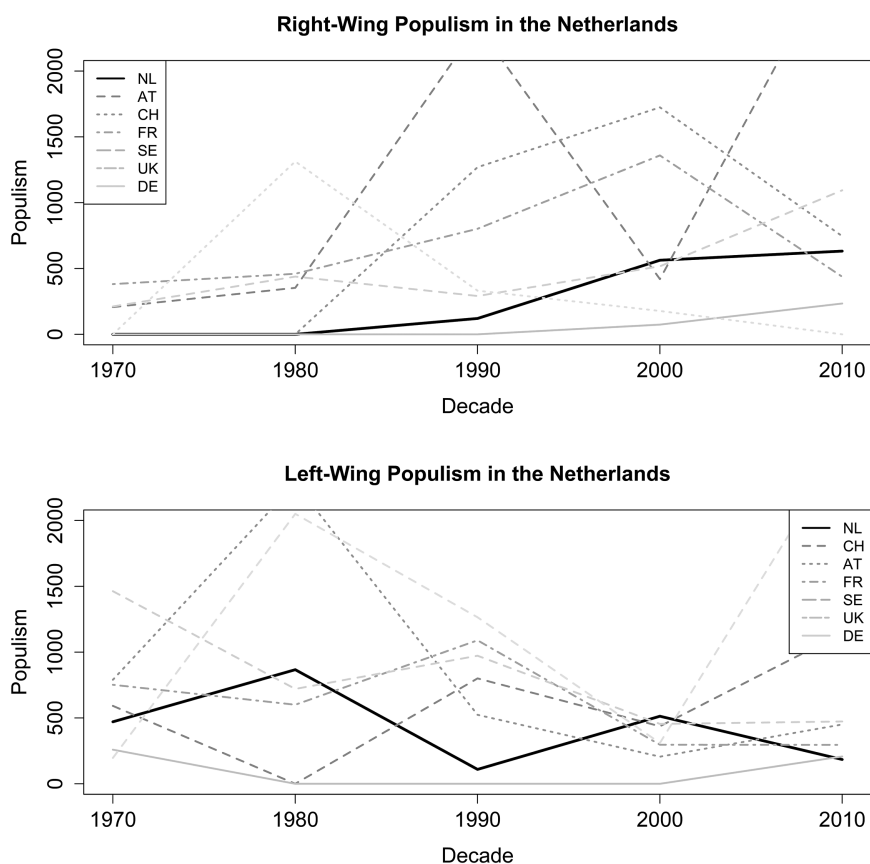 Right-Wing Populism in the Netherlands
Populism
2000
1500
1000
500
0
NL
AT
CH
FR
SE
UK
DE
1970 1980 1990 2000 2010
Decade
Left-Wing Populism in the Netherlands
Populism
2000
1500
1000
500
0
NL
CH
AT
FR
SE
UK
DE
1970 1980 1990 2000 2010
Decade